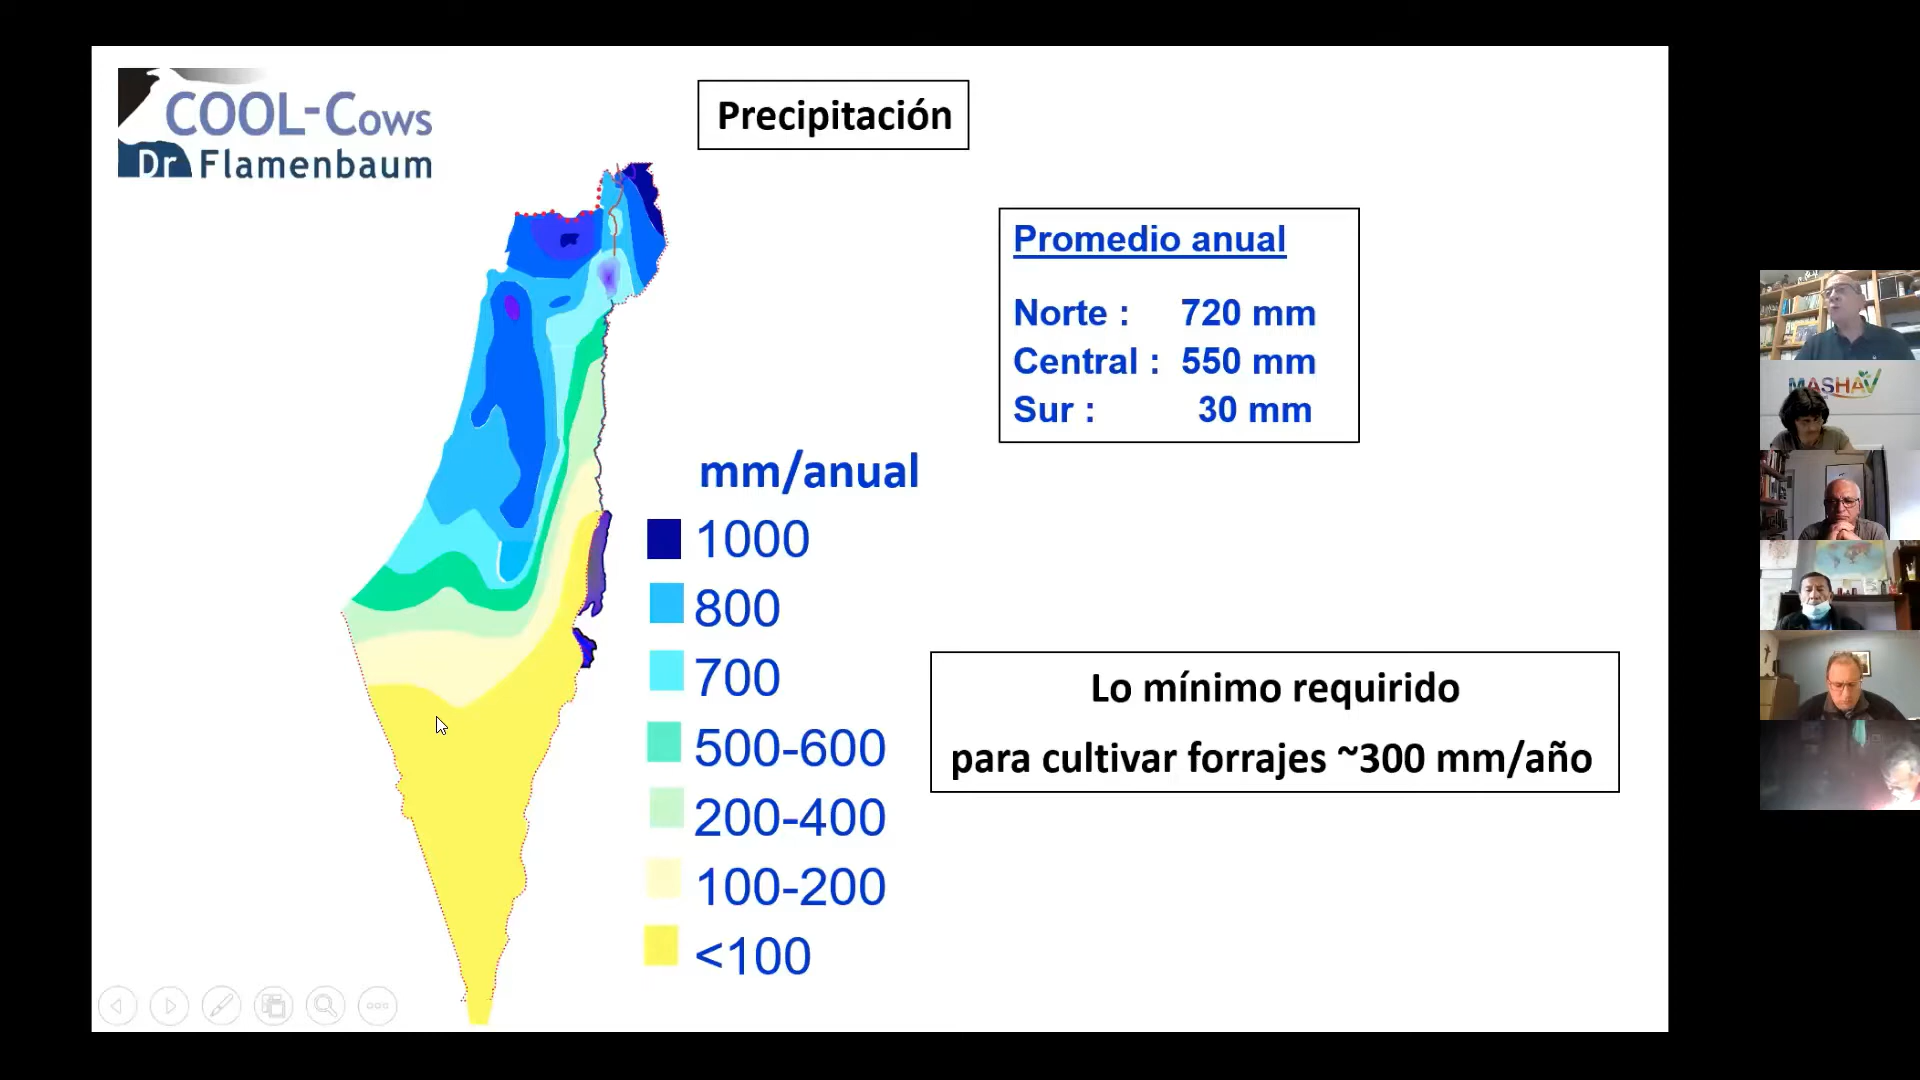 COOL-Cows
Dr Flamenbaum
Precipitación
Promedio anual
Norte : 720 mm
Central : 550 mm
Sur : 30 mm
mm/anual
1000
800
700
500-600
200-400
100-200
<100
Lo mínimo requirido
para cultivar forrajes ~300 mm/año
MASHAV